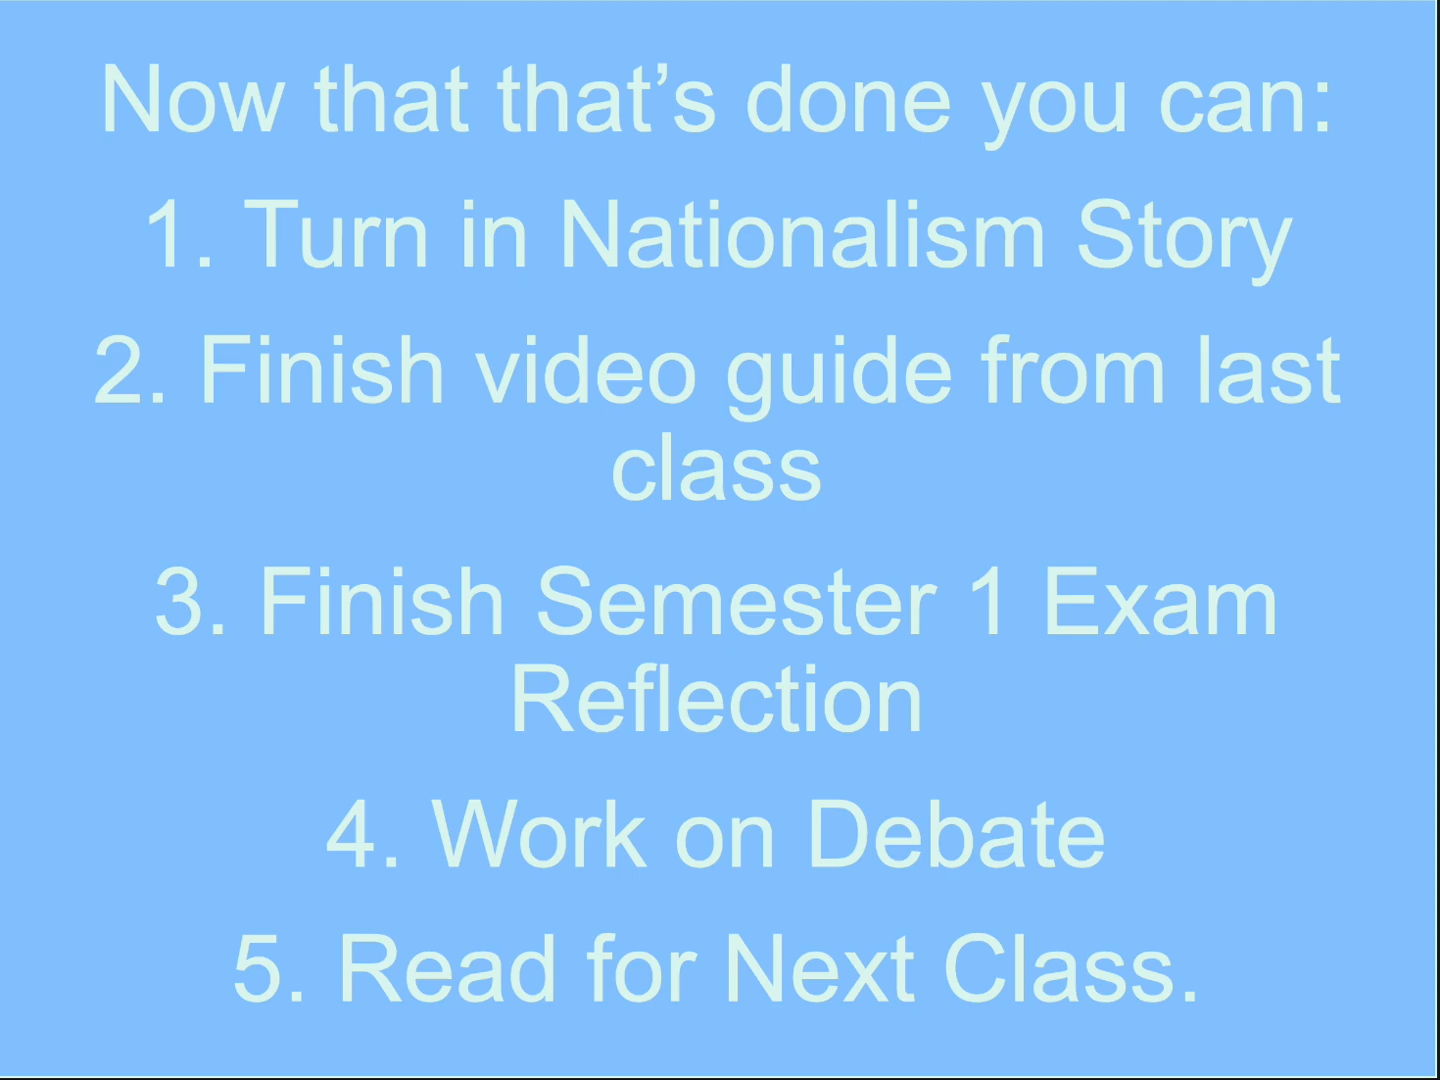 Now that that’s done you can:
1. Turn in Nationalism Story
2. Finish video guide from last
class
3. Finish Semester 1 Exam
Reflection
4. Work on Debate
5. Read for Next Class.